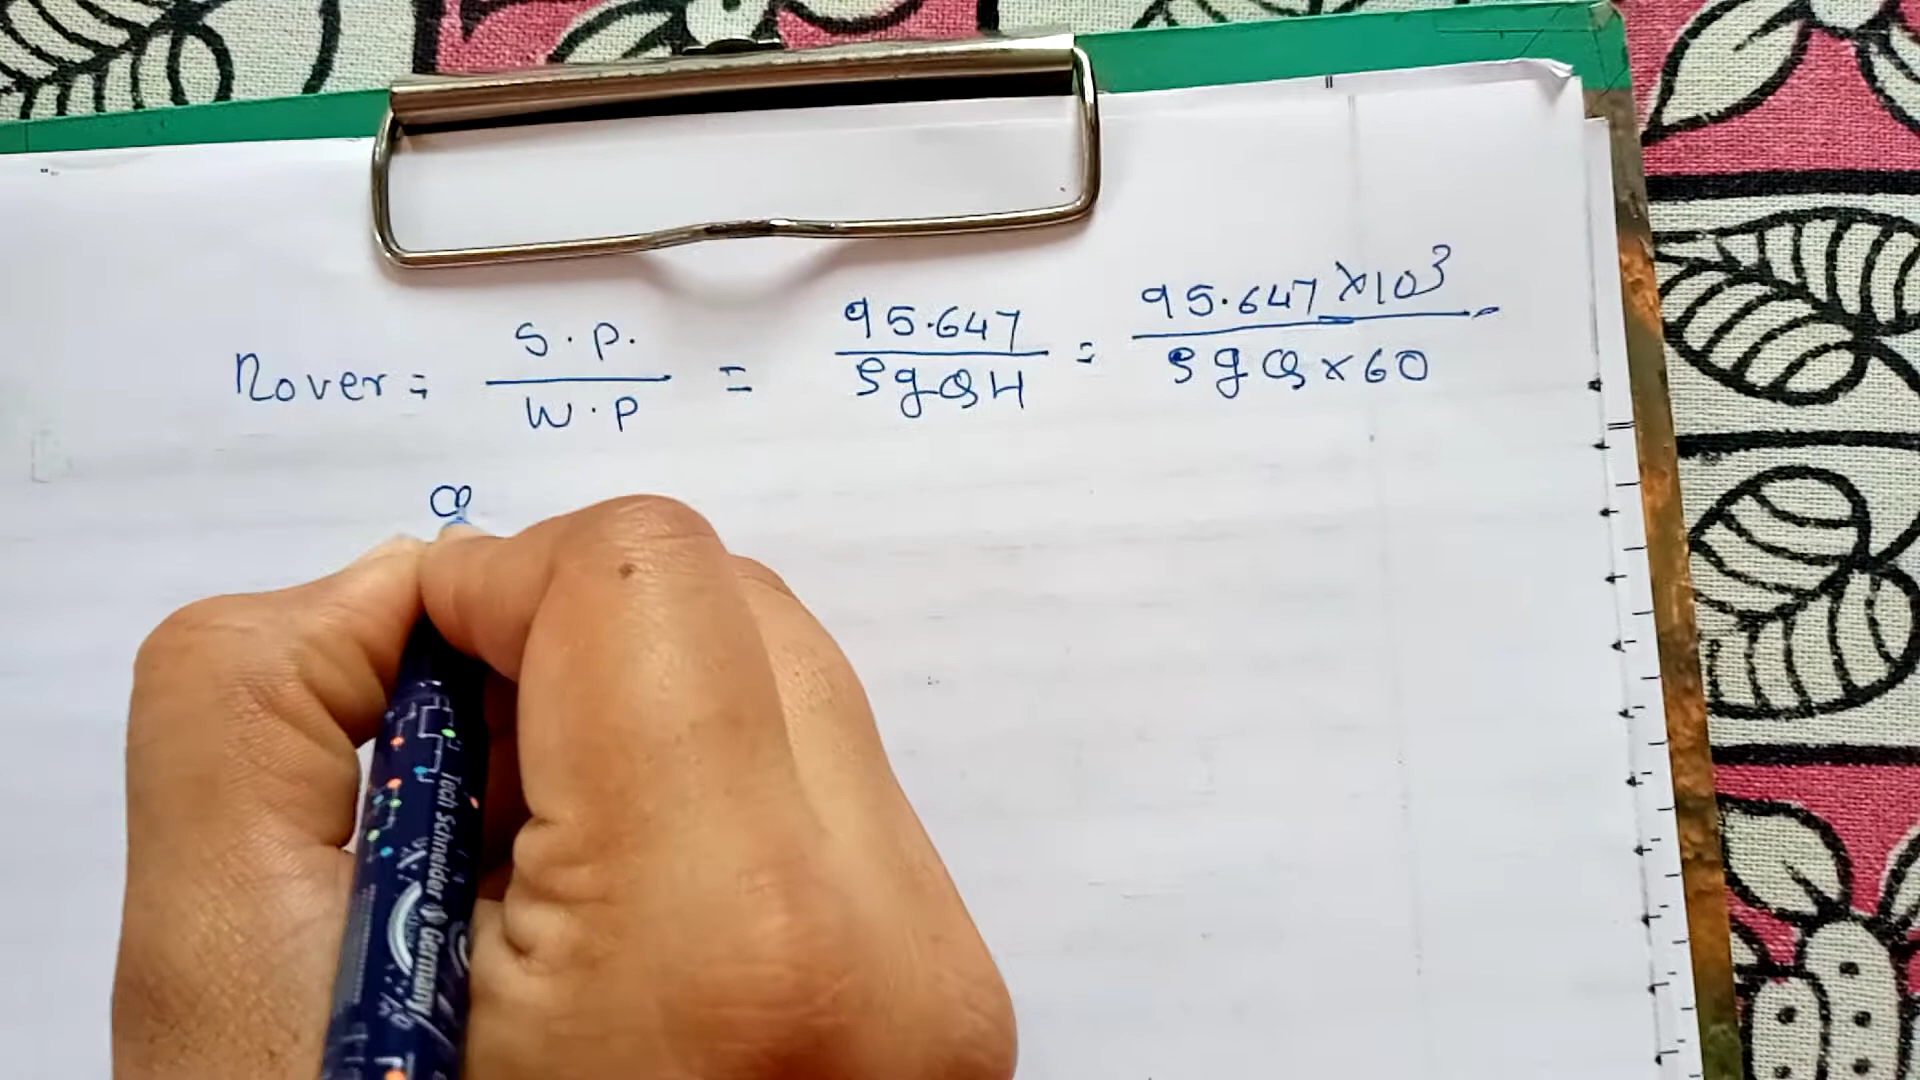 ηover = S.P. / W.P = 95.647 / ρgQH = 95.647 × 10³ / ρgQ × 60
Q
Tech Schneider Germany